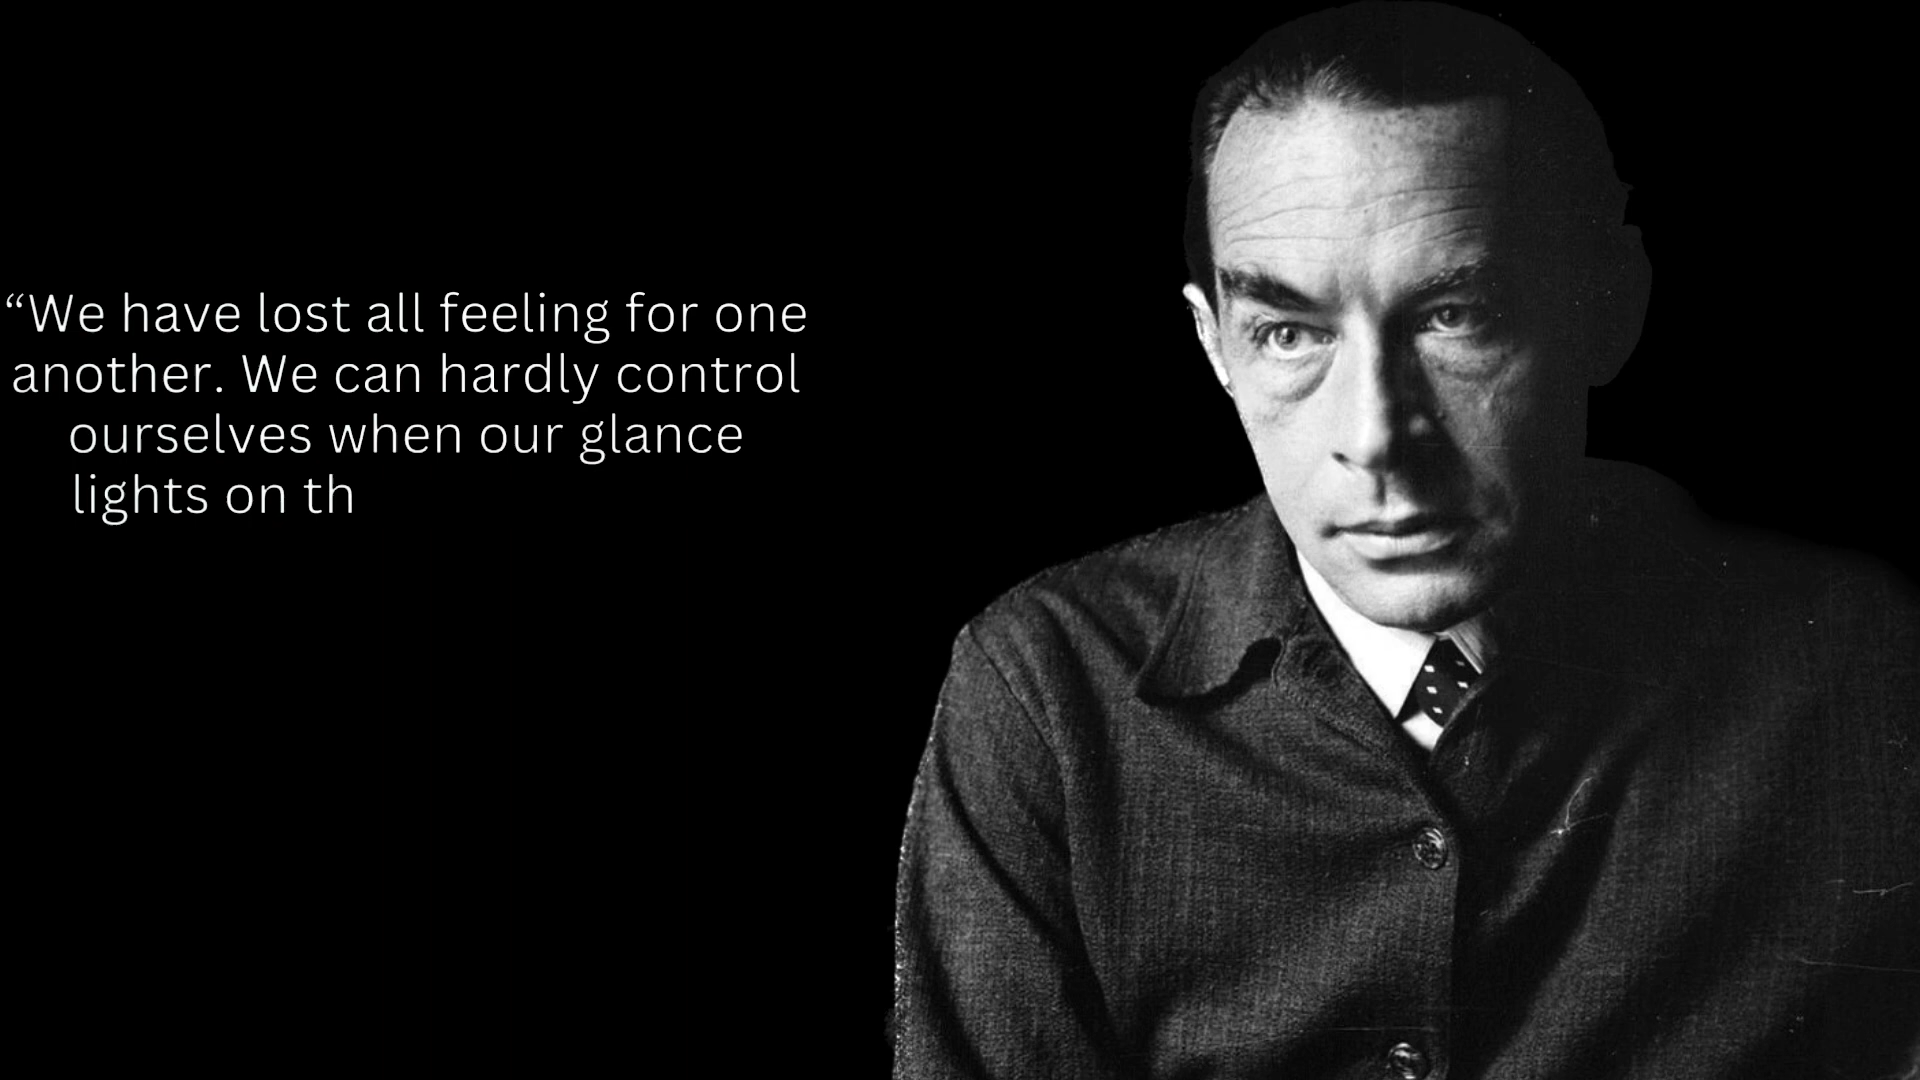 “We have lost all feeling for one
another. We can hardly control
ourselves when our glance
lights on th